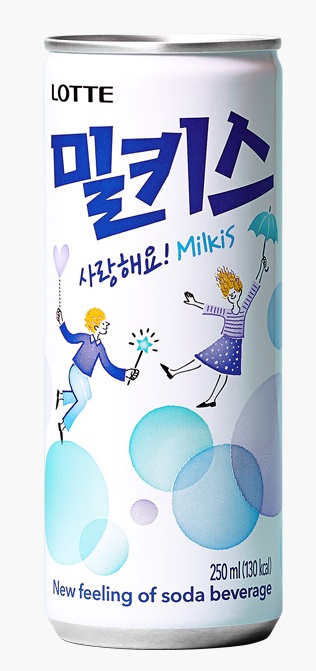 LOTTE
밀키스
사랑해요! Milkis
250 ml (130 kcal)
New feeling of soda beverage